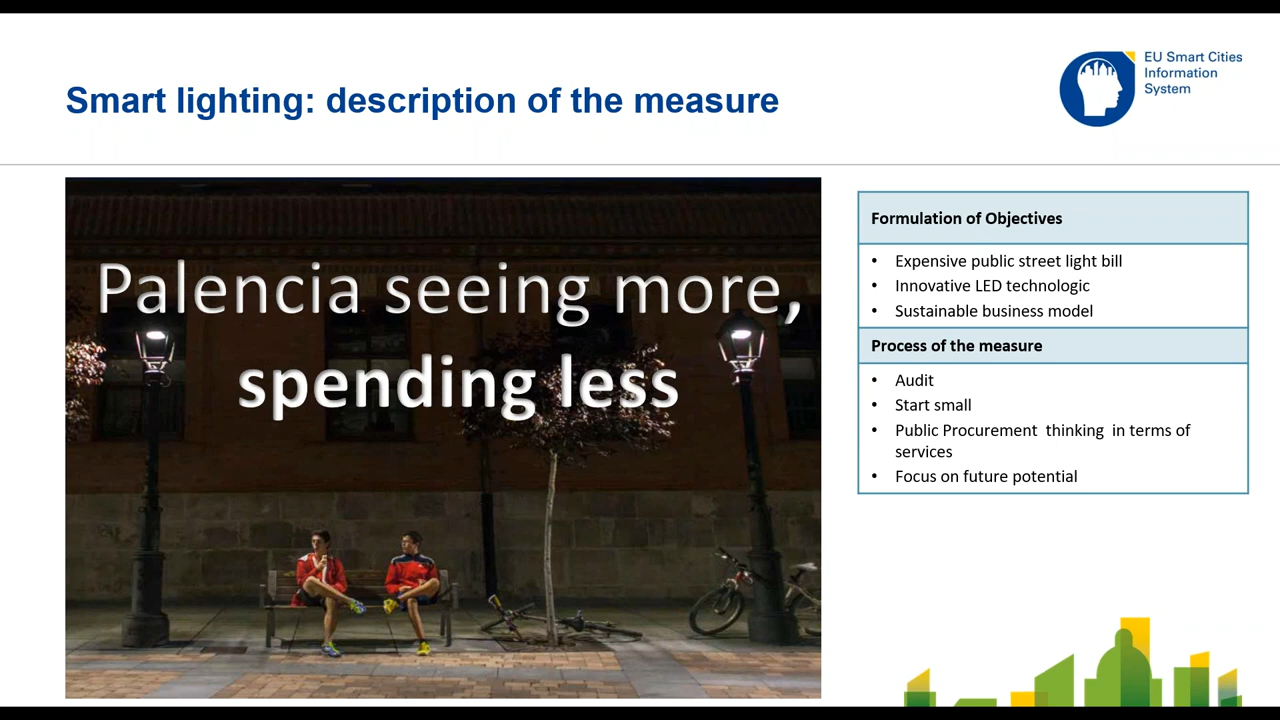 Smart lighting: description of the measure
EU Smart Cities
Information
System
Palencia seeing more,
spending less
Formulation of Objectives
• Expensive public street light bill
• Innovative LED technologic
• Sustainable business model
Process of the measure
• Audit
• Start small
• Public Procurement thinking in terms of
services
• Focus on future potential